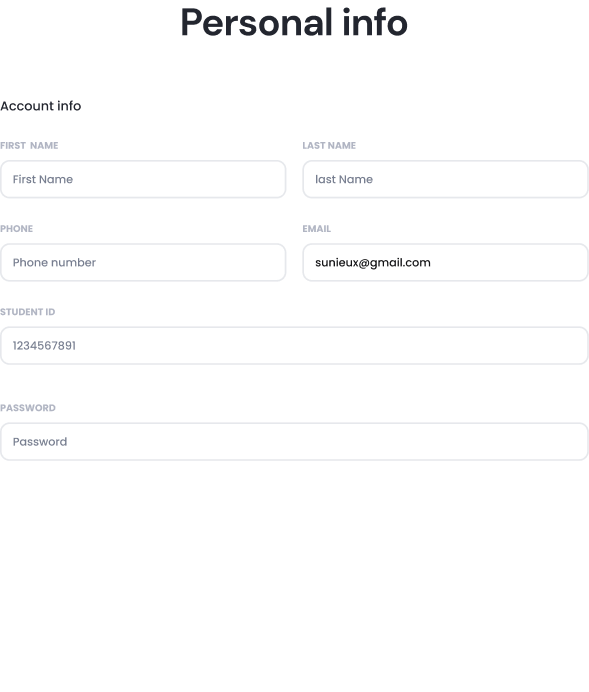 Personal info
Account info
FIRST NAME
LAST NAME
First Name
last Name
PHONE
EMAIL
Phone number
sunieux@gmail.com
STUDENT ID
1234567891
PASSWORD
Password